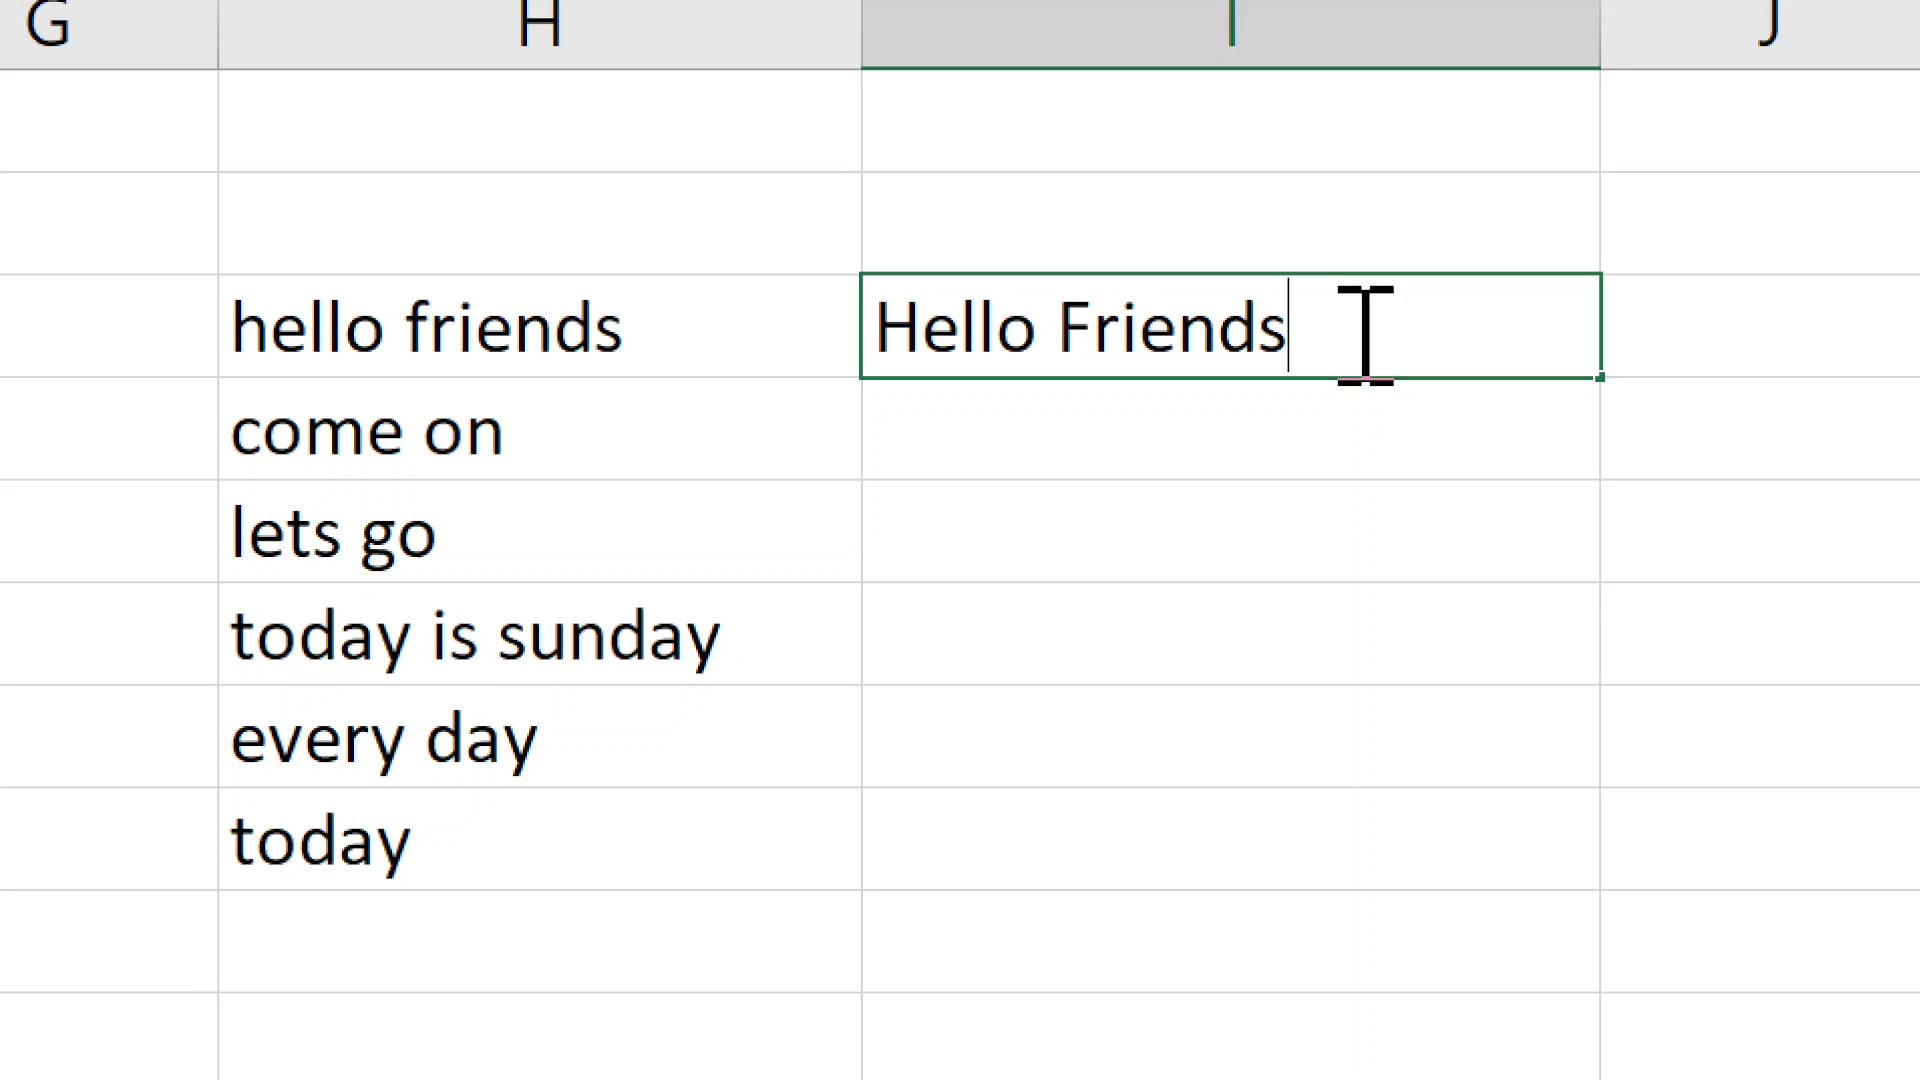 G H I J
hello friends Hello Friends
come on
lets go
today is sunday
every day
today